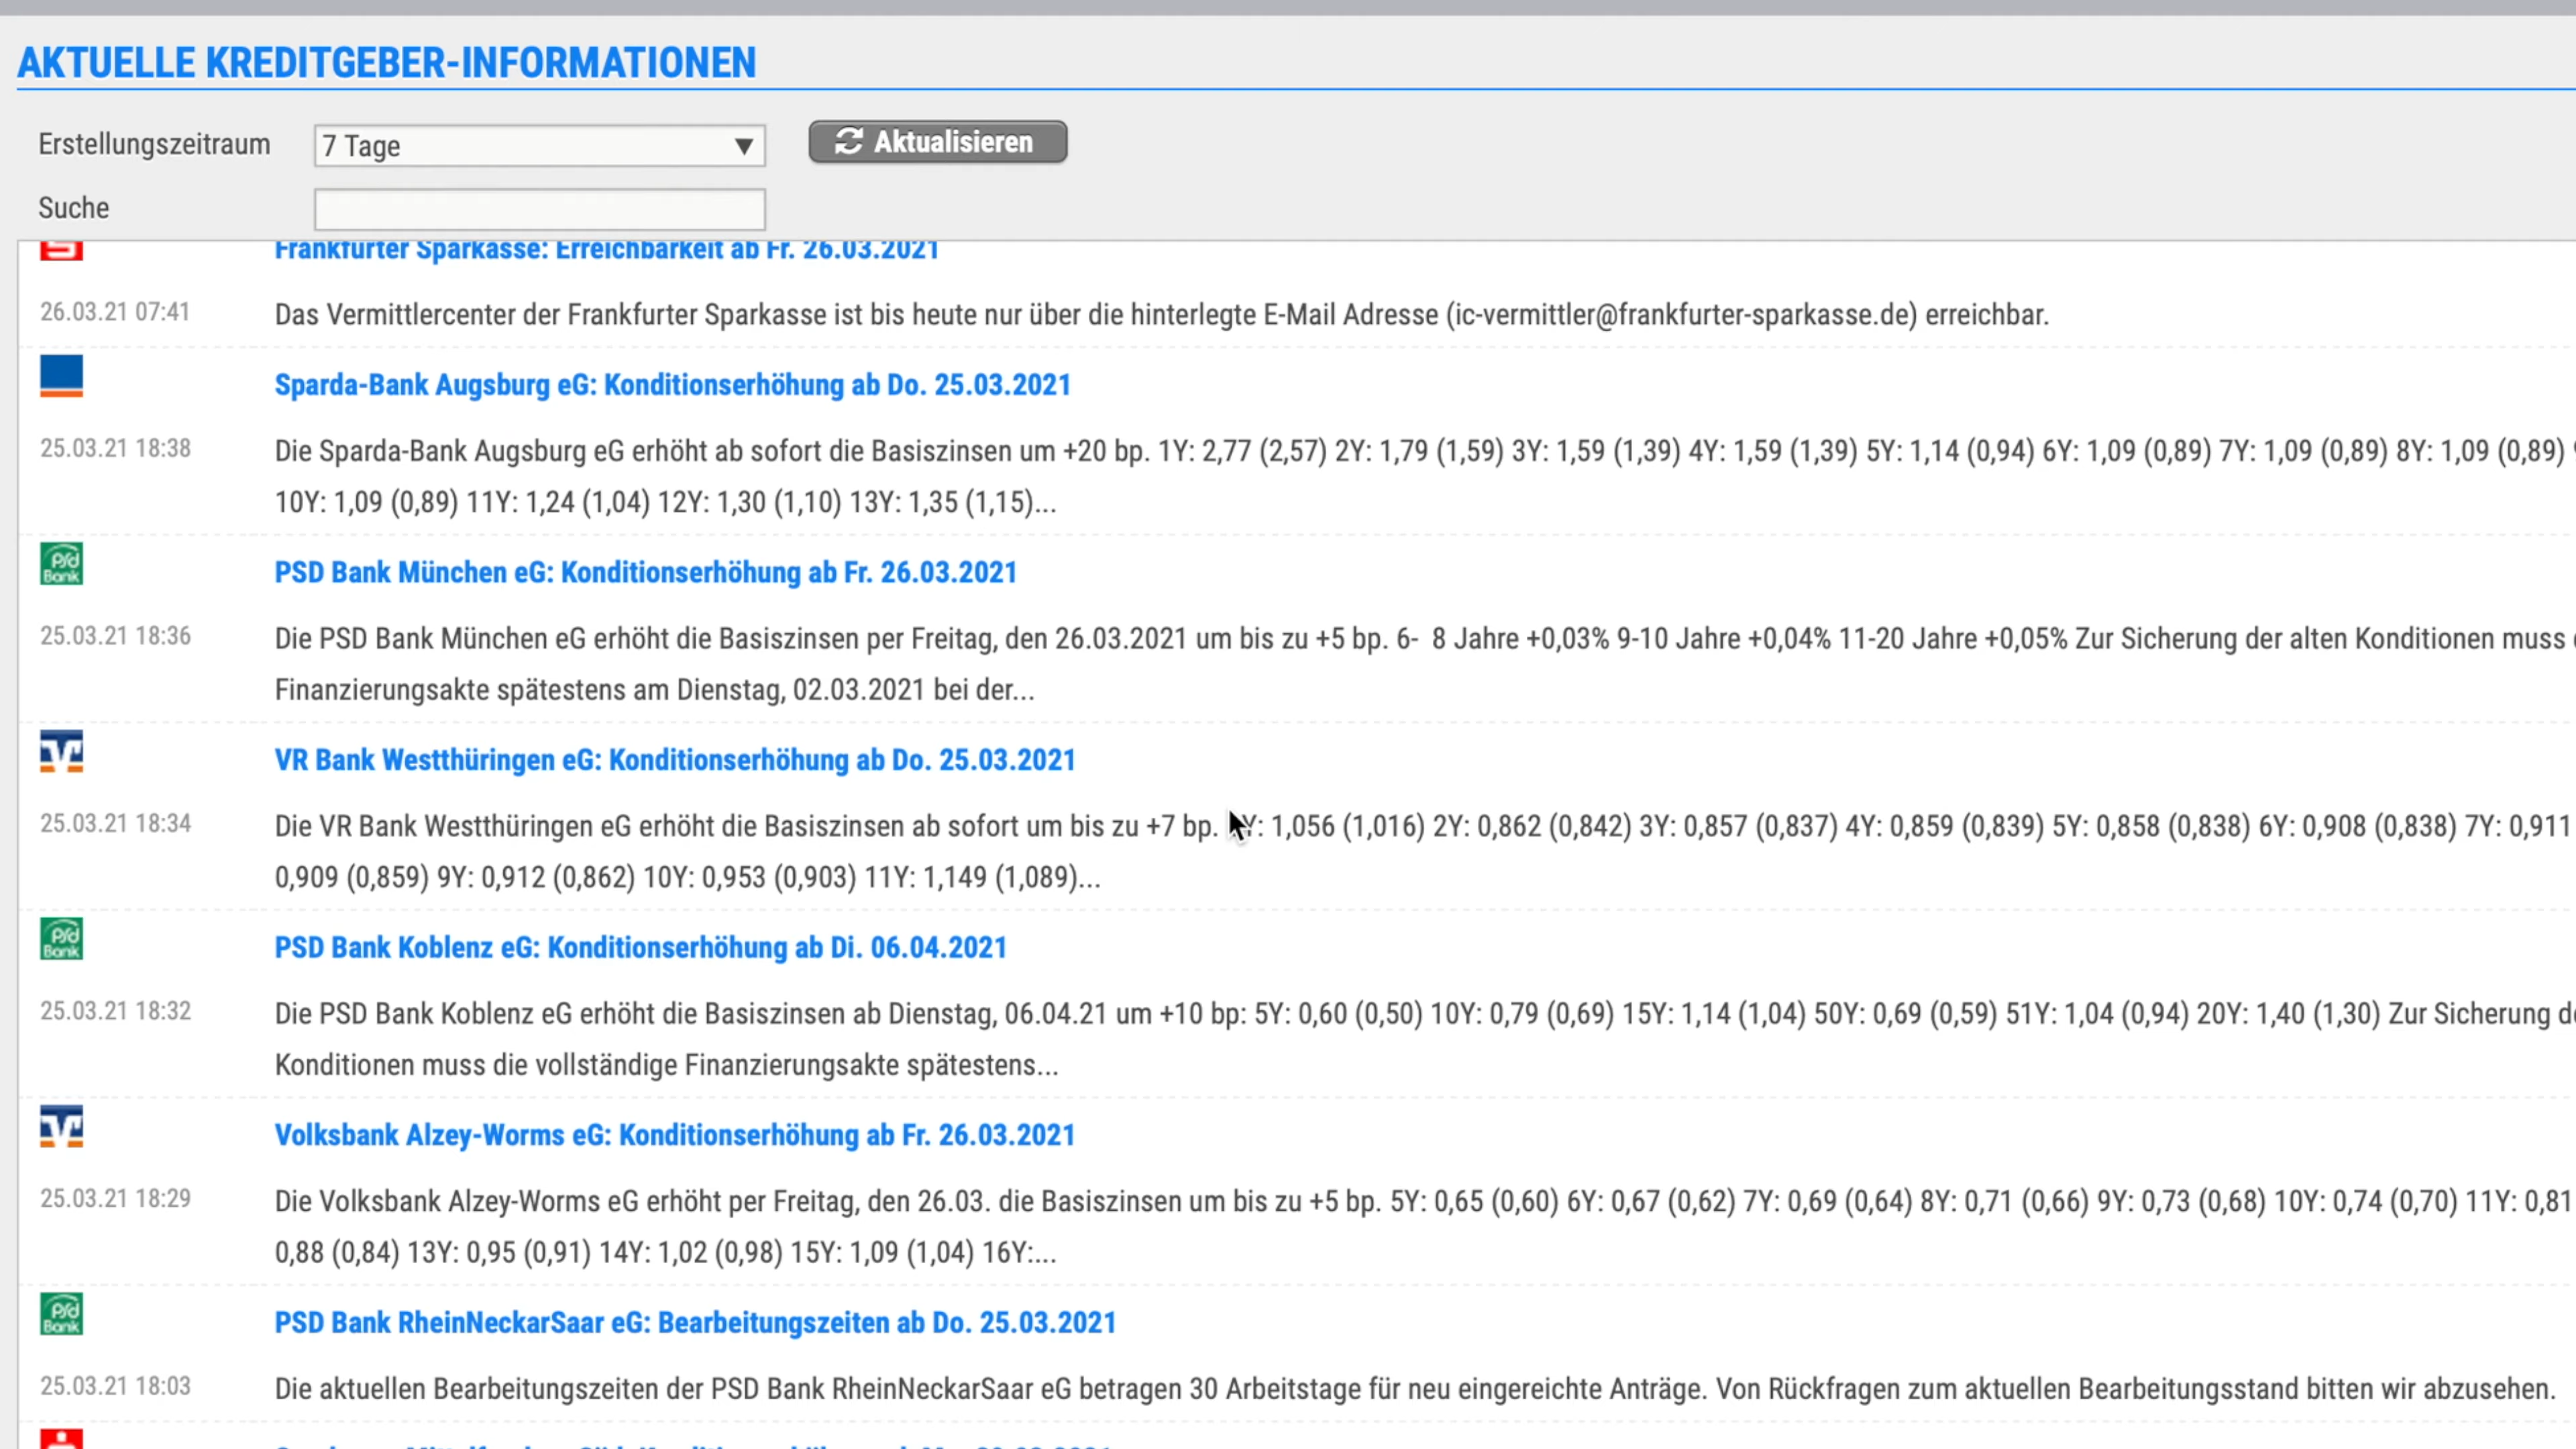 AKTUELLE KREDITGEBER-INFORMATIONEN
Erstellungszeitraum 7 Tage Aktualisieren
Suche
Frankfurter Sparkasse: Erreichbarkeit ab Fr. 26.03.2021
26.03.21 07:41 Das Vermittlercenter der Frankfurter Sparkasse ist bis heute nur über die hinterlegte E-Mail Adresse (ic-vermittler@frankfurter-sparkasse.de) erreichbar.
Sparda-Bank Augsburg eG: Konditionserhöhung ab Do. 25.03.2021
25.03.21 18:38 Die Sparda-Bank Augsburg eG erhöht ab sofort die Basiszinsen um +20 bp. 1Y: 2,77 (2,57) 2Y: 1,79 (1,59) 3Y: 1,59 (1,39) 4Y: 1,59 (1,39) 5Y: 1,14 (0,94) 6Y: 1,09 (0,89) 7Y: 1,09 (0,89) 8Y: 1,09 (0,89)
10Y: 1,09 (0,89) 11Y: 1,24 (1,04) 12Y: 1,30 (1,10) 13Y: 1,35 (1,15)...
Psd Bank
PSD Bank München eG: Konditionserhöhung ab Fr. 26.03.2021
25.03.21 18:36 Die PSD Bank München eG erhöht die Basiszinsen per Freitag, den 26.03.2021 um bis zu +5 bp. 6- 8 Jahre +0,03% 9-10 Jahre +0,04% 11-20 Jahre +0,05% Zur Sicherung der alten Konditionen muss
Finanzierungsakte spätestens am Dienstag, 02.03.2021 bei der...
VR Bank Westthüringen eG: Konditionserhöhung ab Do. 25.03.2021
25.03.21 18:34 Die VR Bank Westthüringen eG erhöht die Basiszinsen ab sofort um bis zu +7 bp. Y: 1,056 (1,016) 2Y: 0,862 (0,842) 3Y: 0,857 (0,837) 4Y: 0,859 (0,839) 5Y: 0,858 (0,838) 6Y: 0,908 (0,838) 7Y: 0,911
0,909 (0,859) 9Y: 0,912 (0,862) 10Y: 0,953 (0,903) 11Y: 1,149 (1,089)...
Psd Bank
PSD Bank Koblenz eG: Konditionserhöhung ab Di. 06.04.2021
25.03.21 18:32 Die PSD Bank Koblenz eG erhöht die Basiszinsen ab Dienstag, 06.04.21 um +10 bp: 5Y: 0,60 (0,50) 10Y: 0,79 (0,69) 15Y: 1,14 (1,04) 50Y: 0,69 (0,59) 51Y: 1,04 (0,94) 20Y: 1,40 (1,30) Zur Sicherung
Konditionen muss die vollständige Finanzierungsakte spätestens...
Volksbank Alzey-Worms eG: Konditionserhöhung ab Fr. 26.03.2021
25.03.21 18:29 Die Volksbank Alzey-Worms eG erhöht per Freitag, den 26.03. die Basiszinsen um bis zu +5 bp. 5Y: 0,65 (0,60) 6Y: 0,67 (0,62) 7Y: 0,69 (0,64) 8Y: 0,71 (0,66) 9Y: 0,73 (0,68) 10Y: 0,74 (0,70) 11Y: 0,81
0,88 (0,84) 13Y: 0,95 (0,91) 14Y: 1,02 (0,98) 15Y: 1,09 (1,04) 16Y:...
Psd Bank
PSD Bank RheinNeckarSaar eG: Bearbeitungszeiten ab Do. 25.03.2021
25.03.21 18:03 Die aktuellen Bearbeitungszeiten der PSD Bank RheinNeckarSaar eG betragen 30 Arbeitstage für neu eingereichte Anträge. Von Rückfragen zum aktuellen Bearbeitungsstand bitten wir abzusehen.